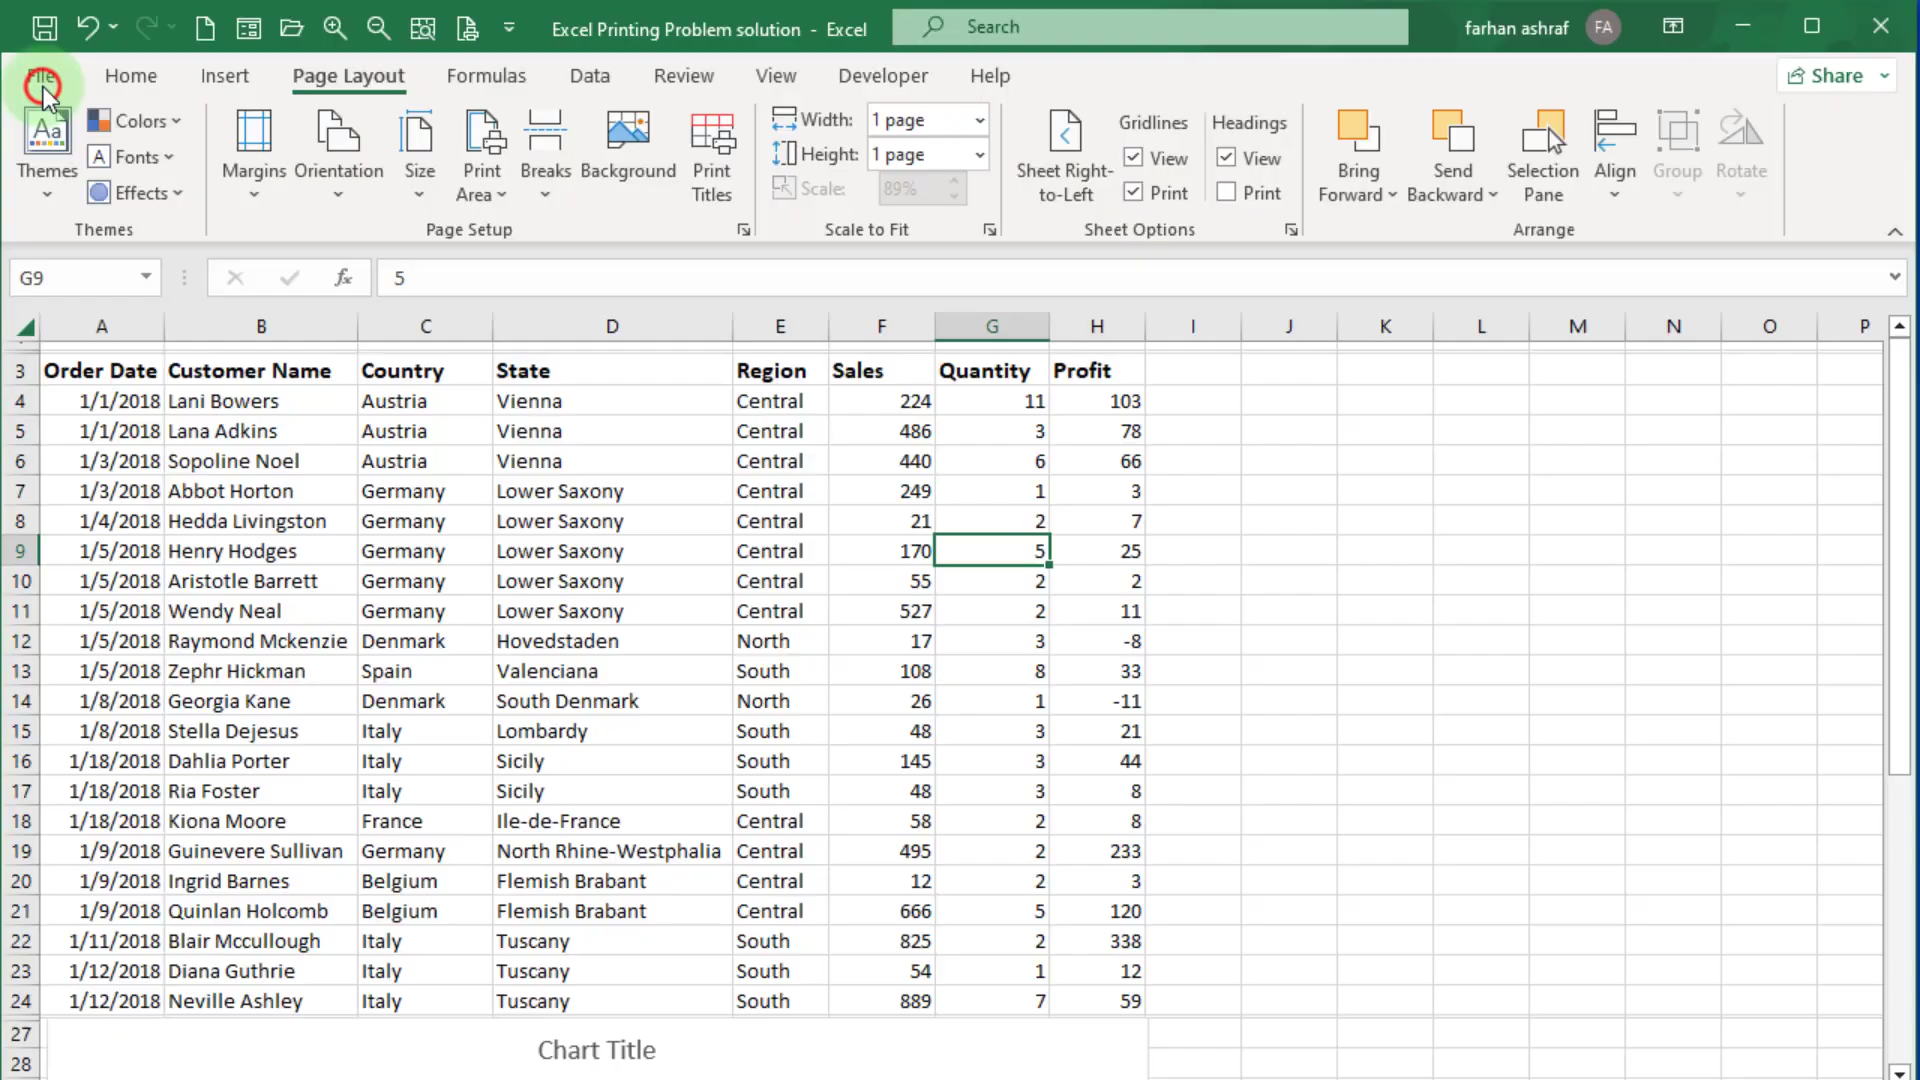 Excel Printing Problem solution - Excel
Search
farhan ashraf
FA
File
Home
Insert
Page Layout
Formulas
Data
Review
View
Developer
Help
Share
Aa
Themes
Colors
Fonts
Effects
Themes
Margins
Orientation
Size
Print Area
Breaks
Background
Print Titles
Page Setup
Width: 1 page
Height: 1 page
Scale: 89%
Scale to Fit
Sheet Right-to-Left
Gridlines
View
Print
Headings
View
Print
Sheet Options
Bring Forward
Send Backward
Selection Pane
Align
Group
Rotate
Arrange
G9
fx
5
A B C D E F G H I J K L M N O P
3 Order Date Customer Name Country State Region Sales Quantity Profit
4 1/1/2018 Lani Bowers Austria Vienna Central 224 11 103
5 1/1/2018 Lana Adkins Austria Vienna Central 486 3 78
6 1/3/2018 Sopoline Noel Austria Vienna Central 440 6 66
7 1/3/2018 Abbot Horton Germany Lower Saxony Central 249 1 3
8 1/4/2018 Hedda Livingston Germany Lower Saxony Central 21 2 7
9 1/5/2018 Henry Hodges Germany Lower Saxony Central 170 5 25
10 1/5/2018 Aristotle Barrett Germany Lower Saxony Central 55 2 2
11 1/5/2018 Wendy Neal Germany Lower Saxony Central 527 2 11
12 1/5/2018 Raymond Mckenzie Denmark Hovedstaden North 17 3 -8
13 1/5/2018 Zephr Hickman Spain Valenciana South 108 8 33
14 1/8/2018 Georgia Kane Denmark South Denmark North 26 1 -11
15 1/8/2018 Stella Dejesus Italy Lombardy South 48 3 21
16 1/18/2018 Dahlia Porter Italy Sicily South 145 3 44
17 1/18/2018 Ria Foster Italy Sicily South 48 3 8
18 1/18/2018 Kiona Moore France Ile-de-France Central 58 2 8
19 1/9/2018 Guinevere Sullivan Germany North Rhine-Westphalia Central 495 2 233
20 1/9/2018 Ingrid Barnes Belgium Flemish Brabant Central 12 2 3
21 1/9/2018 Quinlan Holcomb Belgium Flemish Brabant Central 666 5 120
22 1/11/2018 Blair Mccullough Italy Tuscany South 825 2 338
23 1/12/2018 Diana Guthrie Italy Tuscany South 54 1 12
24 1/12/2018 Neville Ashley Italy Tuscany South 889 7 59
27
28 Chart Title